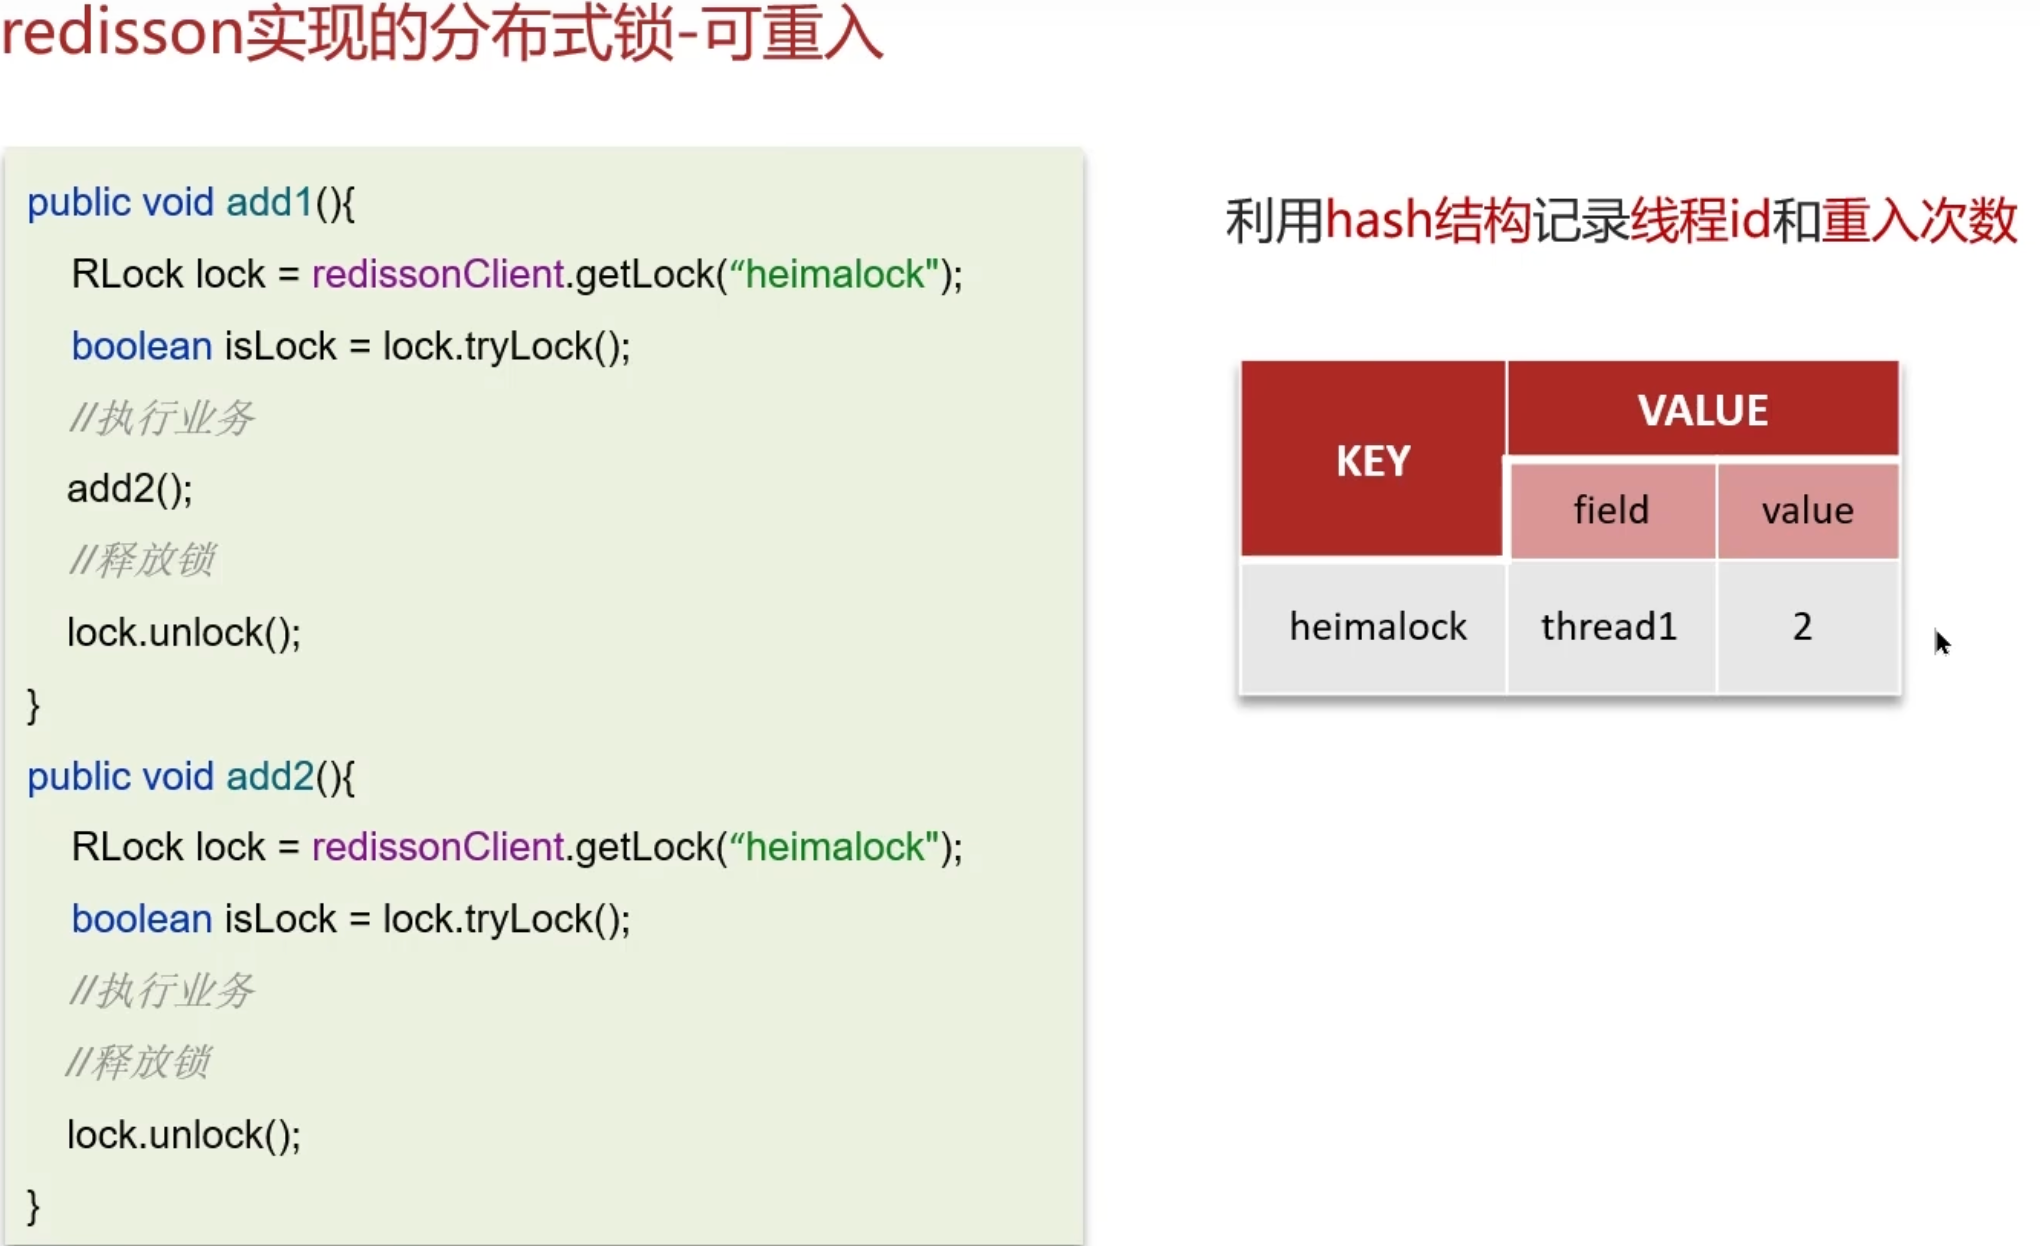 redisson实现的分布式锁-可重入
public void add1(){
RLock lock = redissonClient.getLock(“heimalock");
boolean isLock = lock.tryLock();
//执行业务
add2();
//释放锁
lock.unlock();
}
public void add2(){
RLock lock = redissonClient.getLock(“heimalock");
boolean isLock = lock.tryLock();
//执行业务
//释放锁
lock.unlock();
}
利用hash结构记录线程id和重入次数
KEY
VALUE
field value
heimalock thread1 2